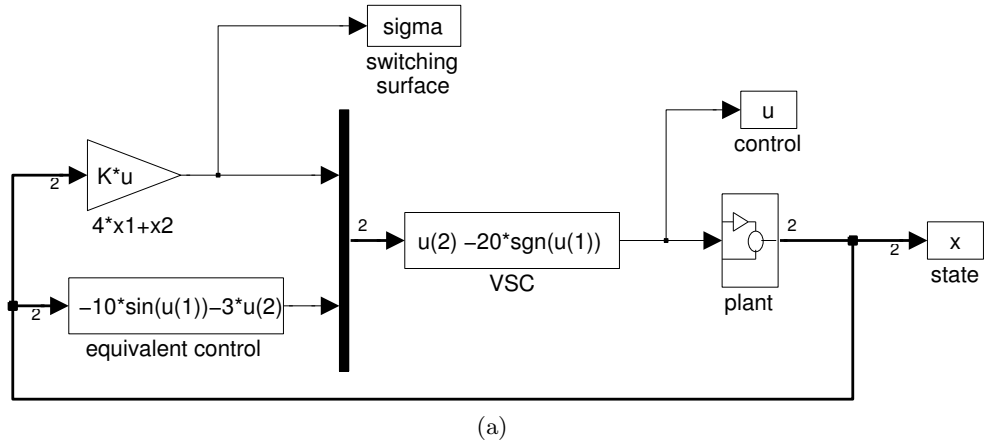 sigma
switching
surface
u
control
2
K*u
4*x1+x2
2
u(2) -20*sgn(u(1))
VSC
2
plant
2
x
state
2
-10*sin(u(1))-3*u(2)
equivalent control
(a)